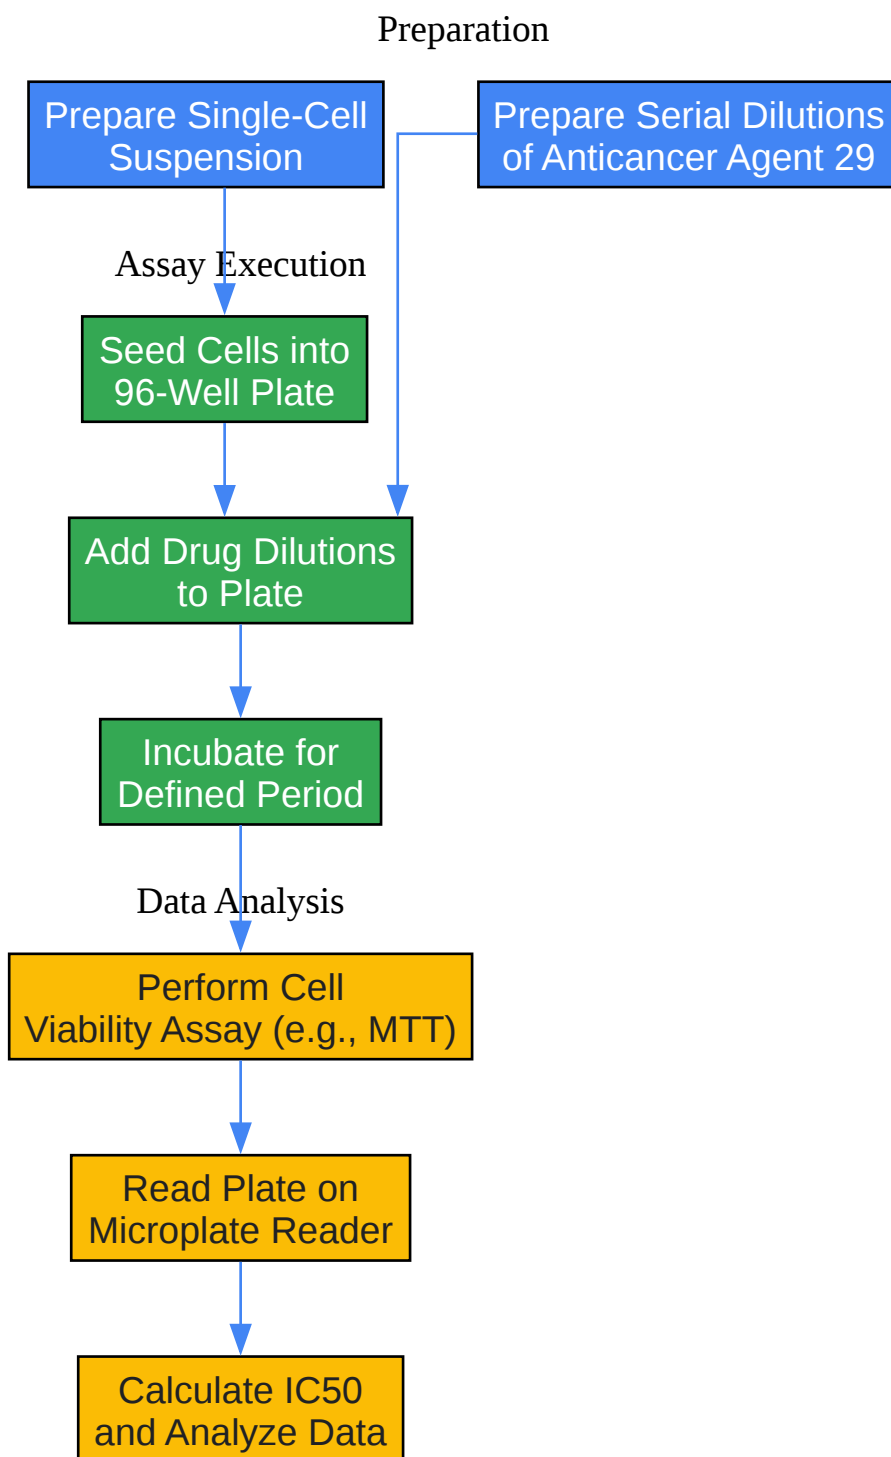 Preparation
Prepare Single-Cell
Suspension
Prepare Serial Dilutions
of Anticancer Agent 29
Assay Execution
Seed Cells into
96-Well Plate
Add Drug Dilutions
to Plate
Incubate for
Defined Period
Data Analysis
Perform Cell
Viability Assay (e.g., MTT)
Read Plate on
Microplate Reader
Calculate IC50
and Analyze Data